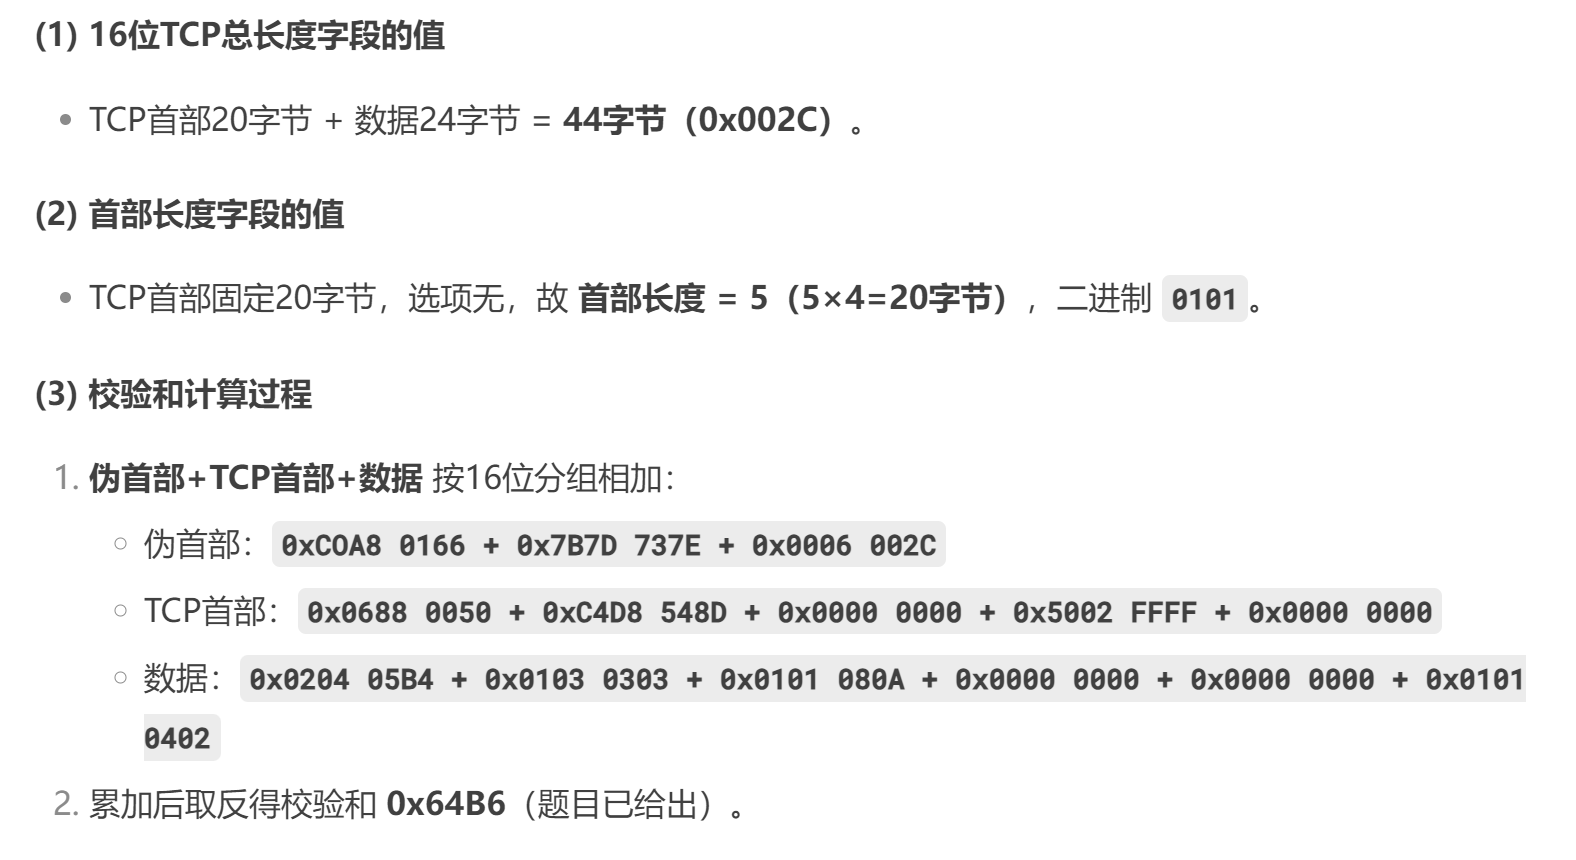 (1) 16位TCP总长度字段的值
• TCP首部20字节 + 数据24字节 = 44字节（0x002C）。
(2) 首部长度字段的值
• TCP首部固定20字节，选项无，故 首部长度 = 5（5×4=20字节），二进制 0101。
(3) 校验和计算过程
1. 伪首部+TCP首部+数据 按16位分组相加：
○ 伪首部：0xC0A8 0166 + 0x7B7D 737E + 0x0006 002C
○ TCP首部：0x0688 0050 + 0xC4D8 548D + 0x0000 0000 + 0x5002 FFFF + 0x0000 0000
○ 数据：0x0204 05B4 + 0x0103 0303 + 0x0101 080A + 0x0000 0000 + 0x0000 0000 + 0x0101
0402
2. 累加后取反得校验和 0x64B6（题目已给出）。